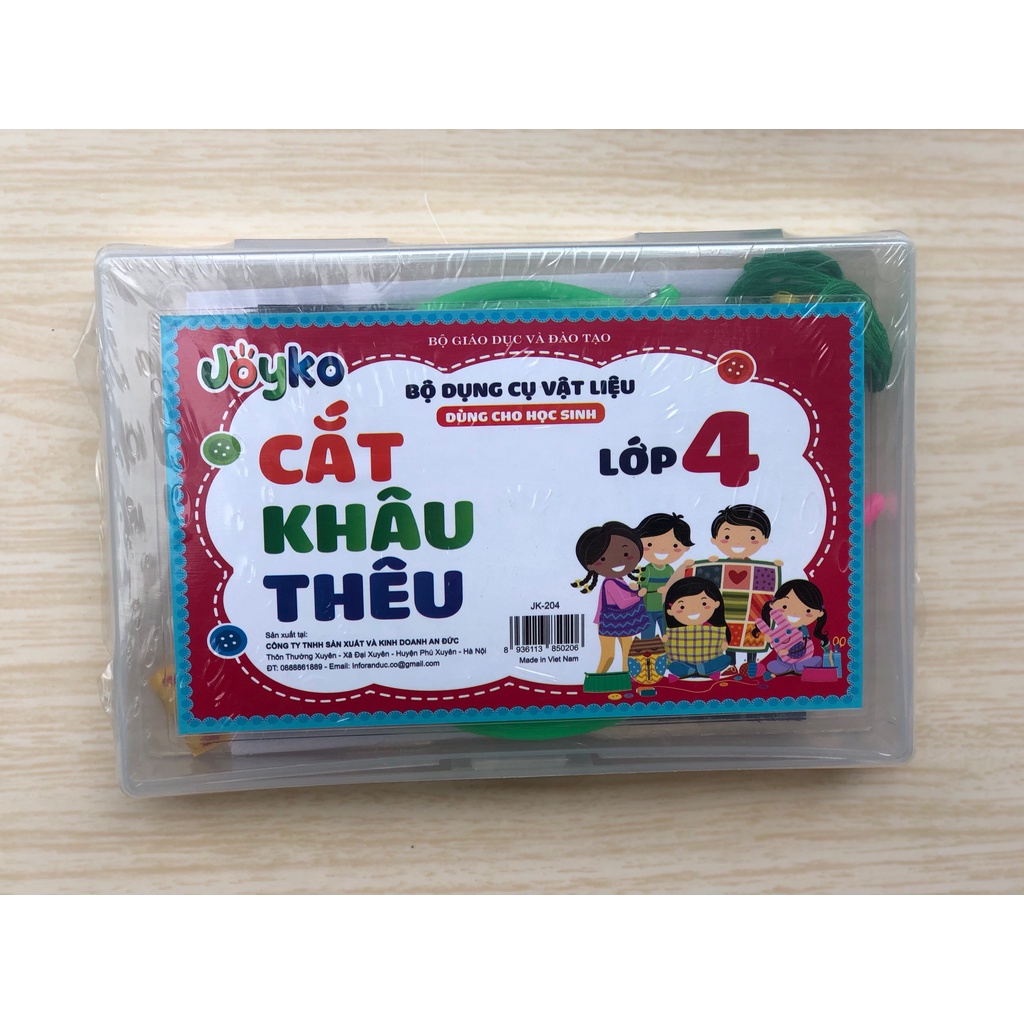 BỘ GIÁO DỤC VÀ ĐÀO TẠO
Joyko
BỘ DỤNG CỤ VẬT LIỆU
DÙNG CHO HỌC SINH
CẮT
KHÂU
THÊU
LỚP 4
JK-204
8 936113 850206
Made in Viet Nam
Sản xuất tại:
CÔNG TY TNHH SẢN XUẤT VÀ KINH DOANH AN ĐỨC
Thôn Thường Xuyên - Xã Đại Xuyên - Huyện Phú Xuyên - Hà Nội
ĐT: 0888861889 - Email: Inforanduc.co@gmail.com